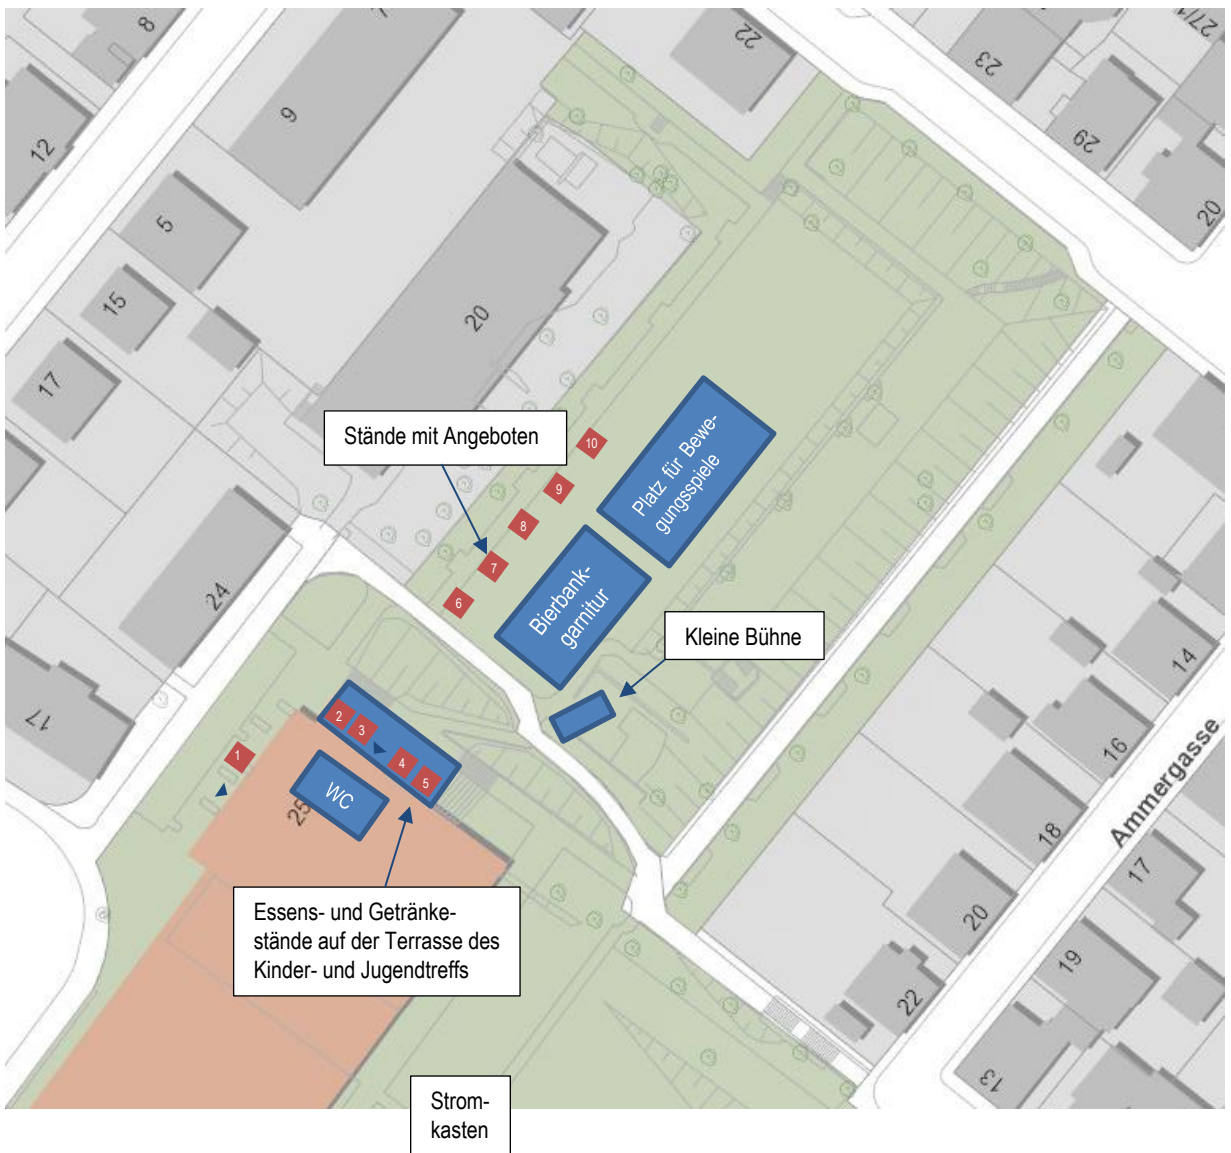 8
7
22
27/1
23
12
9
29
5
20
15
20
17
Stände mit Angeboten
10
Platz für Bewe-
gungsspiele
9
8
7
Bierbank-
garnitur
6
24
Kleine Bühne
14
17
2
3
1
4
5
16
WC
25
Ammergasse
18
17
Essens- und Getränke-
stände auf der Terrasse des
Kinder- und Jugendtreffs
20
19
22
13
Strom-
kasten